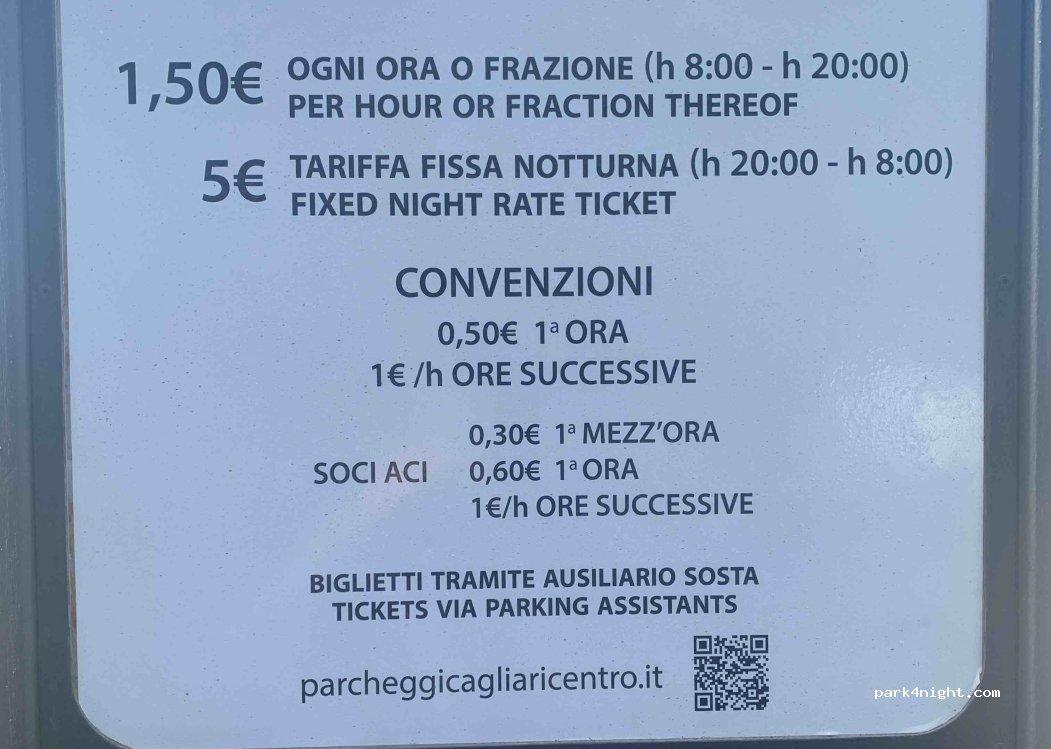 1,50€ OGNI ORA O FRAZIONE (h 8:00 - h 20:00)
PER HOUR OR FRACTION THEREOF
5€ TARIFFA FISSA NOTTURNA (h 20:00 - h 8:00)
FIXED NIGHT RATE TICKET
CONVENZIONI
0,50€ 1ª ORA
1€ /h ORE SUCCESSIVE
0,30€ 1ª MEZZ'ORA
SOCI ACI 0,60€ 1ª ORA
1€/h ORE SUCCESSIVE
BIGLIETTI TRAMITE AUSILIARIO SOSTA
TICKETS VIA PARKING ASSISTANTS
parcheggicagliaricentro.it
park4night.com